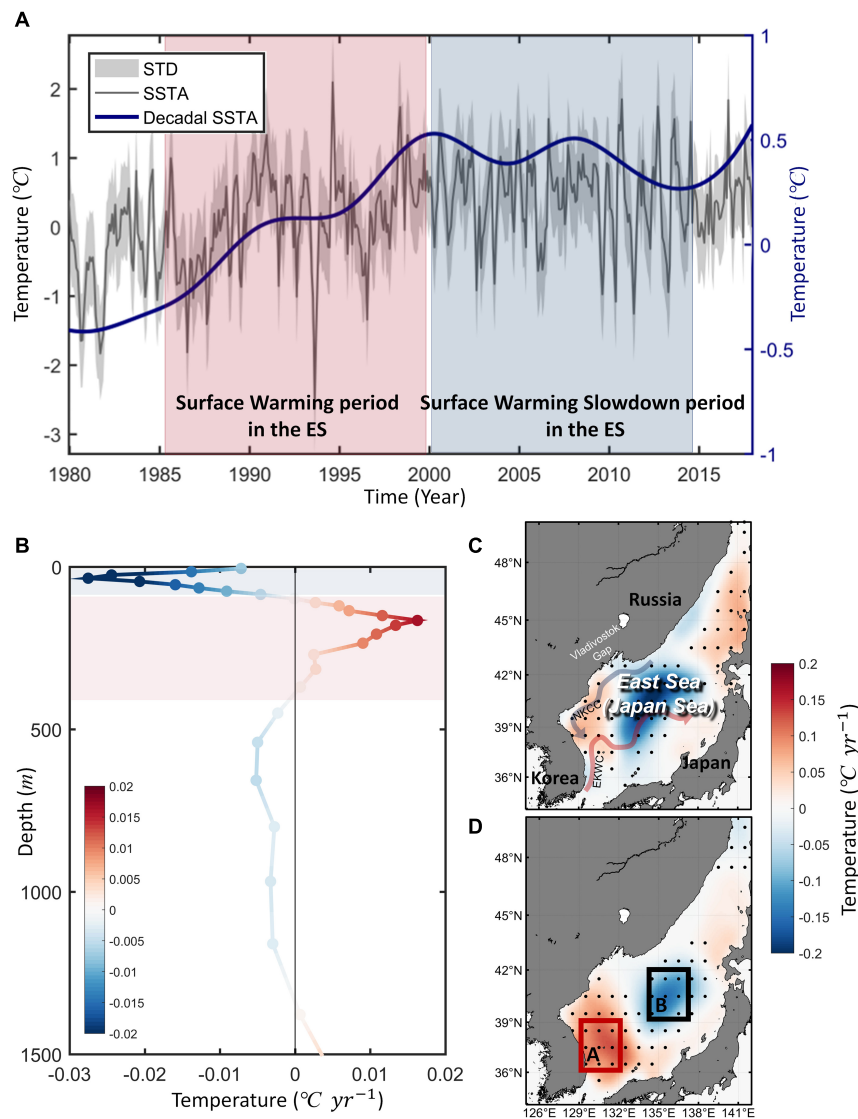 A
STD
SSTA
Decadal SSTA
2
1
0
-1
-2
-3
Temperature (℃)
1
0.5
0
-0.5
-1
Temperature (℃)
Surface Warming period
in the ES
Surface Warming Slowdown period
in the ES
1980
1985
1990
1995
2000
2005
2010
2015
Time (Year)
B
0
500
1000
1500
Depth (m)
0.02
0.015
0.01
0.005
0
-0.005
-0.01
-0.015
-0.02
-0.03
-0.02
-0.01
0
0.01
0.02
Temperature (℃ yr⁻¹)
C
48°N
45°N
42°N
39°N
36°N
Russia
Vladivostok
Gap
East Sea
(Japan Sea)
NKCC
EKWC
Korea
Japan
D
48°N
45°N
42°N
39°N
36°N
B
A
126°E
129°E
132°E
135°E
138°E
141°E
0.2
0.15
0.1
0.05
0
-0.05
-0.1
-0.15
-0.2
Temperature (℃ yr⁻¹)